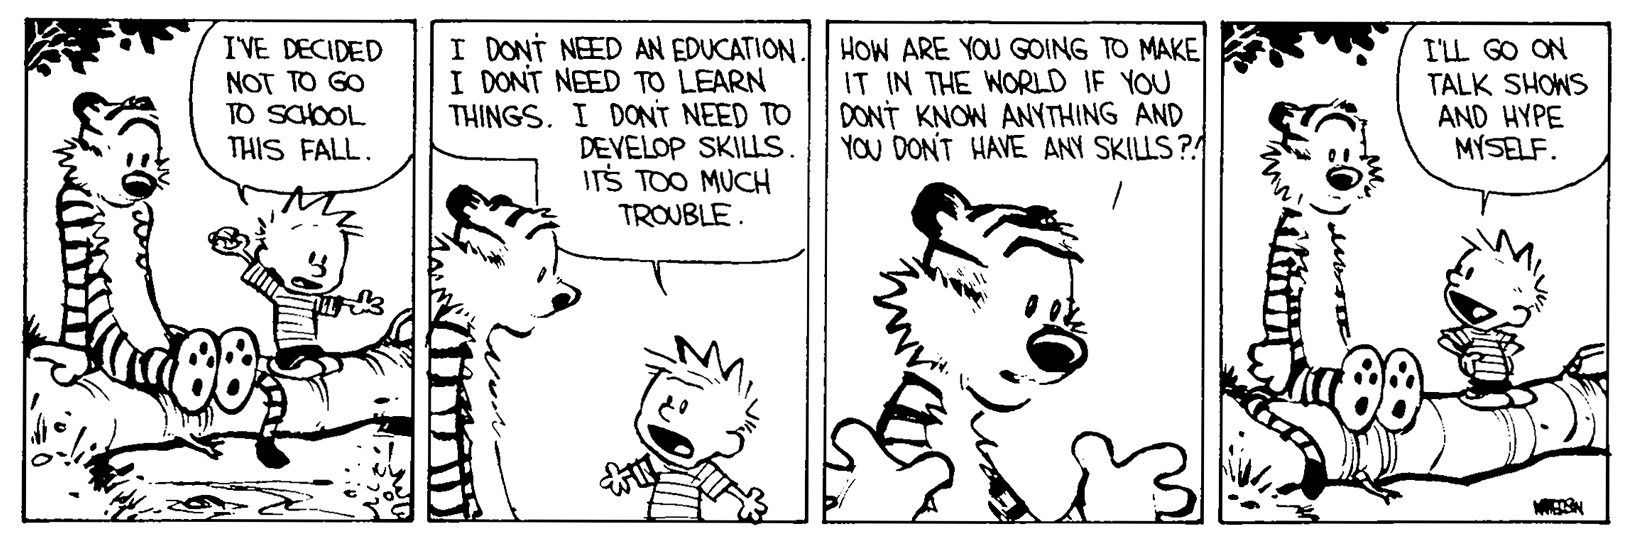 I'VE DECIDED
NOT TO GO
TO SCHOOL
THIS FALL.
I DON'T NEED AN EDUCATION.
I DON'T NEED TO LEARN
THINGS. I DON'T NEED TO
DEVELOP SKILLS.
IT'S TOO MUCH
TROUBLE.
HOW ARE YOU GOING TO MAKE
IT IN THE WORLD IF YOU
DON'T KNOW ANYTHING AND
YOU DON'T HAVE ANY SKILLS?!
I'LL GO ON
TALK SHOWS
AND HYPE
MYSELF.
WATTERSON